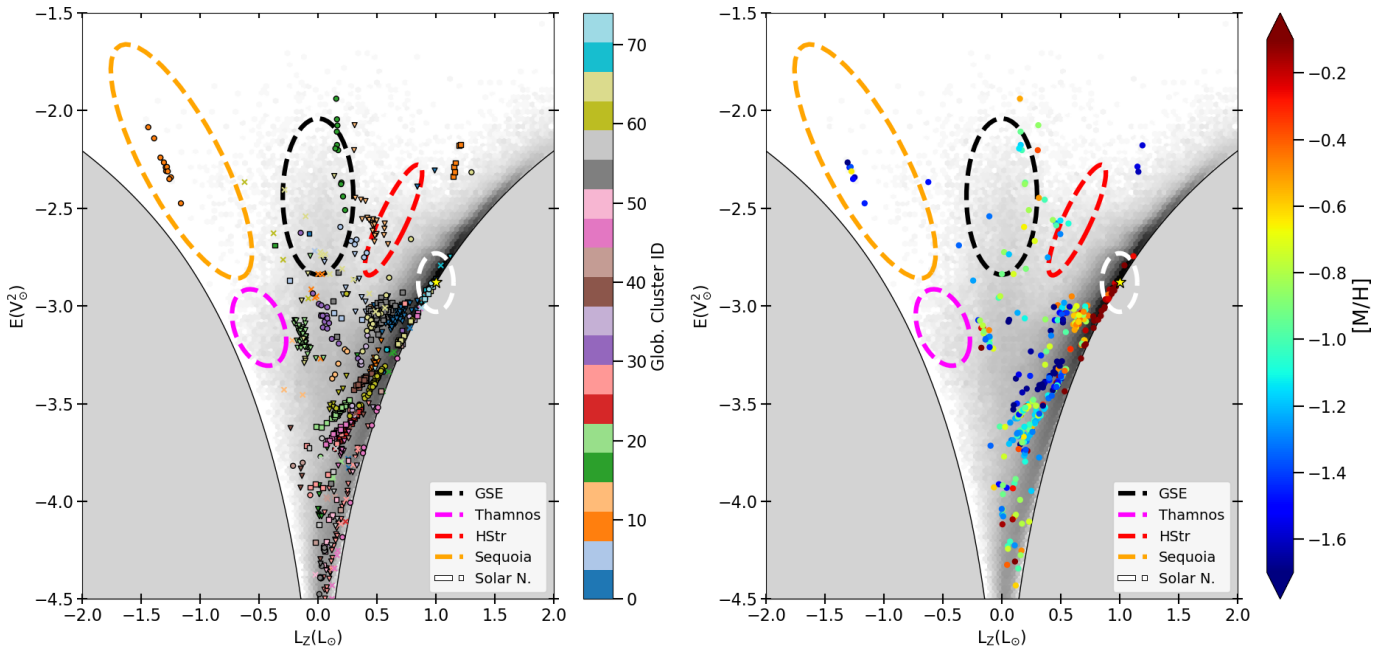 −1.5
−2.0
−2.5
−3.0
−3.5
−4.0
−4.5
E(V²⊙)
−2.0 −1.5 −1.0 −0.5 0.0 0.5 1.0 1.5 2.0
L_Z(L⊙)
GSE
Thamnos
HStr
Sequoia
Solar N.
70
60
50
40
30
20
10
0
Glob. Cluster ID
−1.5
−2.0
−2.5
−3.0
−3.5
−4.0
−4.5
E(V²⊙)
−2.0 −1.5 −1.0 −0.5 0.0 0.5 1.0 1.5 2.0
L_Z(L⊙)
GSE
Thamnos
HStr
Sequoia
Solar N.
−0.2
−0.4
−0.6
−0.8
−1.0
−1.2
−1.4
−1.6
[M/H]